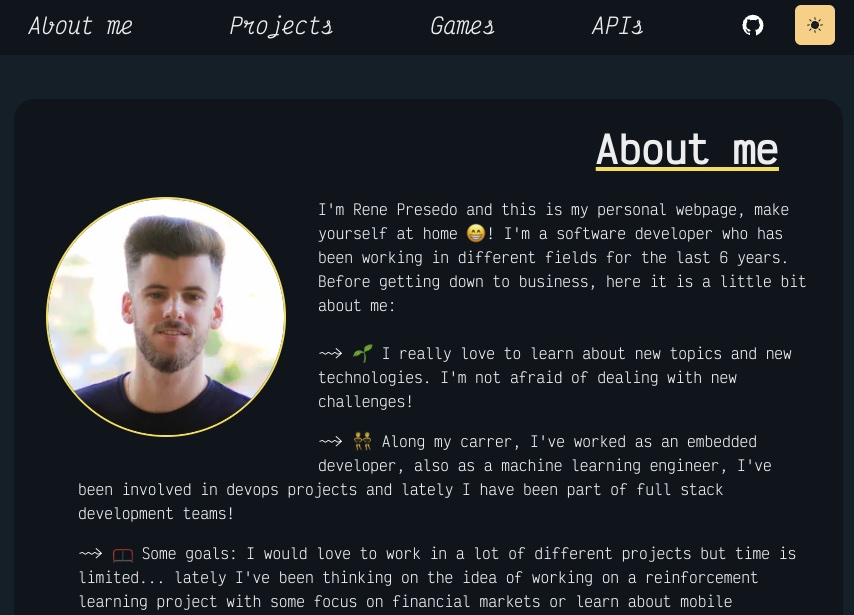 About me Projects Games APIs
About me
I'm Rene Presedo and this is my personal webpage, make
yourself at home 😁! I'm a software developer who has
been working in different fields for the last 6 years.
Before getting down to business, here it is a little bit
about me:
⟿ 🌱 I really love to learn about new topics and new
technologies. I'm not afraid of dealing with new
challenges!
⟿ 👯 Along my carrer, I've worked as an embedded
developer, also as a machine learning engineer, I've
been involved in devops projects and lately I have been part of full stack
development teams!
⟿ 🥅 Some goals: I would love to work in a lot of different projects but time is
limited... lately I've been thinking on the idea of working on a reinforcement
learning project with some focus on financial markets or learn about mobile